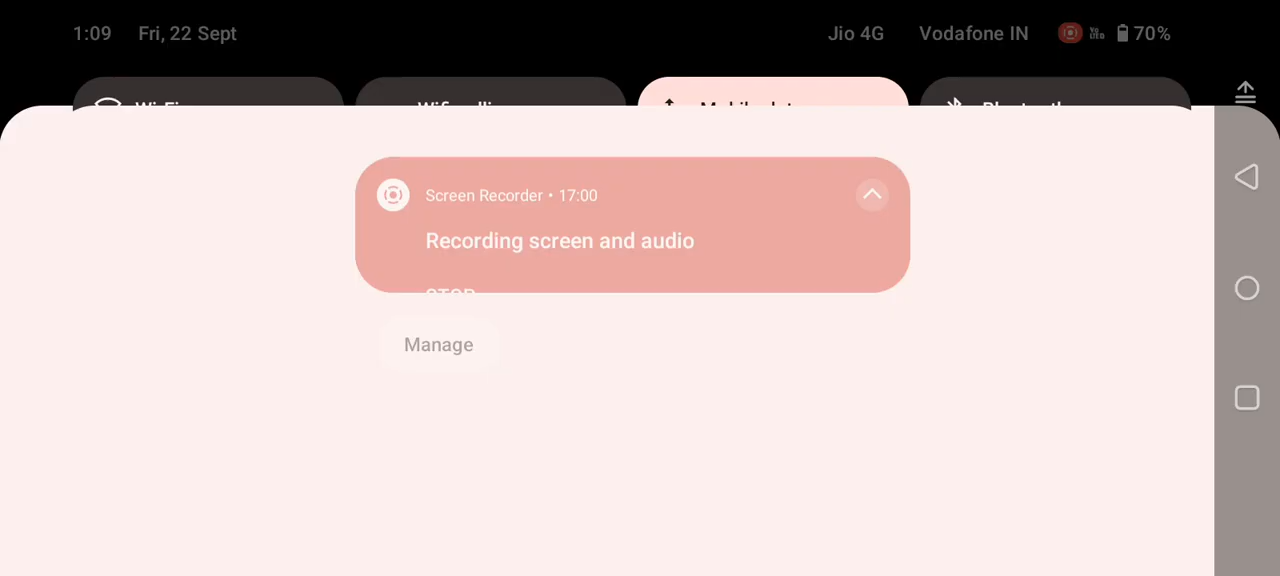 1:09 Fri, 22 Sept Jio 4G Vodafone IN 70%
Screen Recorder • 17:00
Recording screen and audio
STOP
Manage